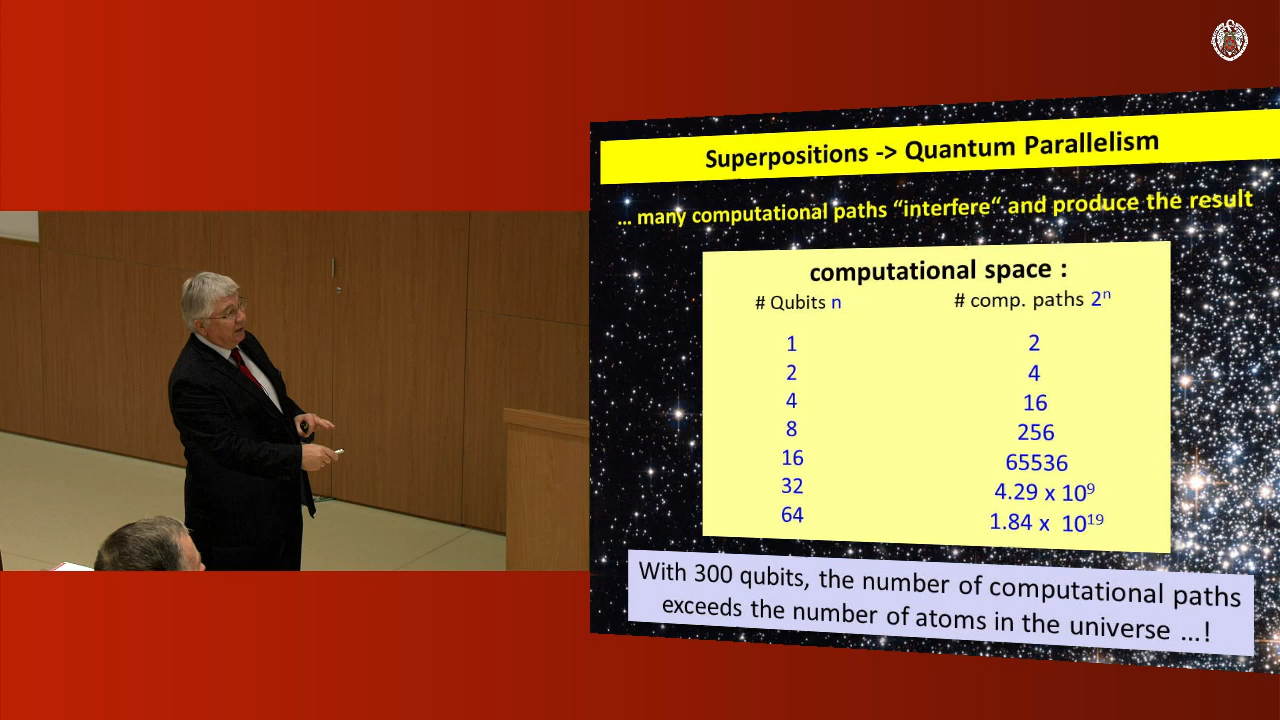 Superpositions -> Quantum Parallelism
... many computational paths “interfere“ and produce the result
computational space :
# Qubits n # comp. paths 2ⁿ
1 2
2 4
4 16
8 256
16 65536
32 4.29 x 10⁹
64 1.84 x 10¹⁹
With 300 qubits, the number of computational paths
exceeds the number of atoms in the universe ...!